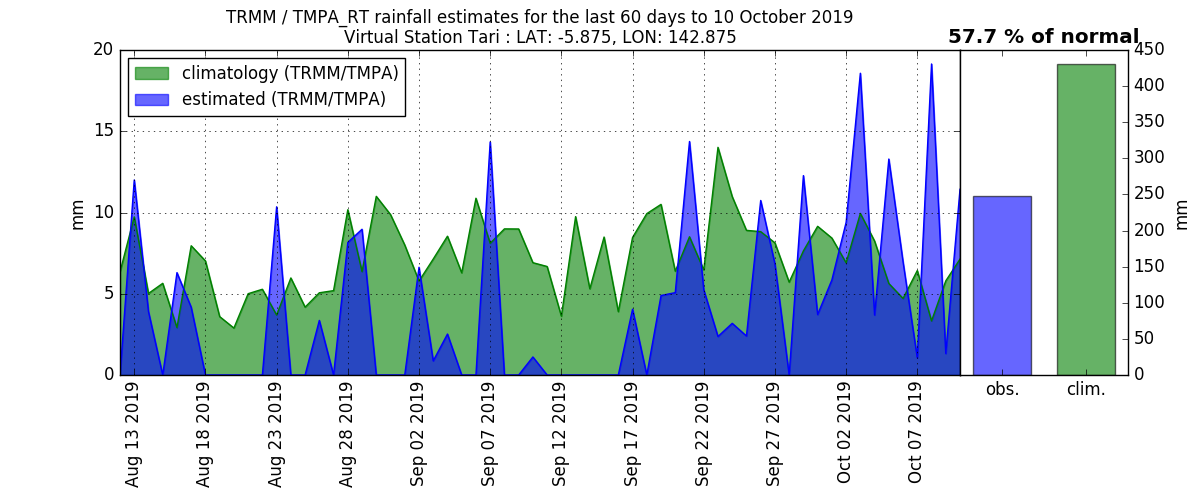 TRMM / TMPA_RT rainfall estimates for the last 60 days to 10 October 2019
Virtual Station Tari : LAT: -5.875, LON: 142.875
57.7 % of normal
climatology (TRMM/TMPA)
estimated (TRMM/TMPA)
mm
20
15
10
5
0
Aug 13 2019
Aug 18 2019
Aug 23 2019
Aug 28 2019
Sep 02 2019
Sep 07 2019
Sep 12 2019
Sep 17 2019
Sep 22 2019
Sep 27 2019
Oct 02 2019
Oct 07 2019
450
400
350
300
250
200
150
100
50
0
mm
obs.
clim.